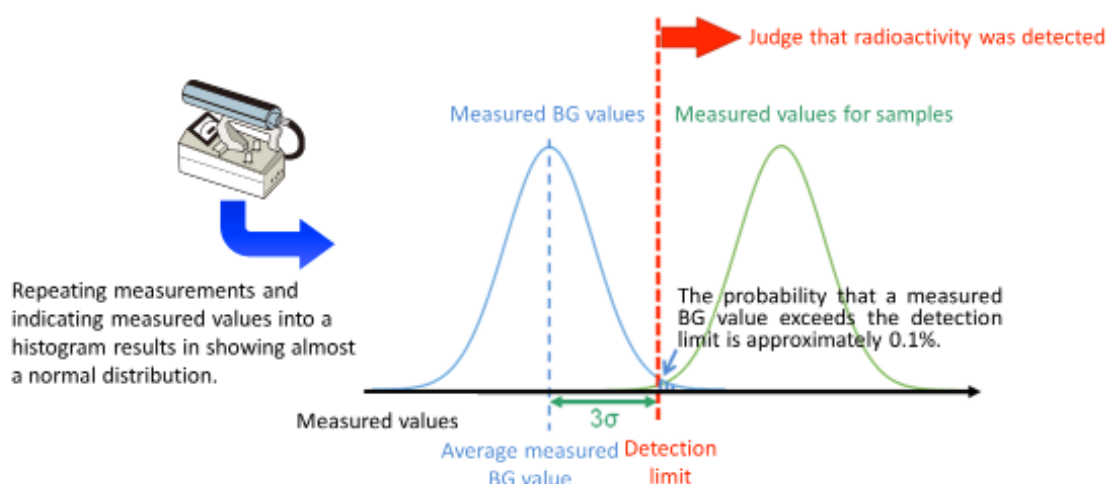 Judge that radioactivity was detected
Measured BG values
Measured values for samples
Repeating measurements and
indicating measured values into a
histogram results in showing almost
a normal distribution.
The probability that a measured
BG value exceeds the detection
limit is approximately 0.1%.
Measured values
3σ
Average measured
BG value
Detection
limit